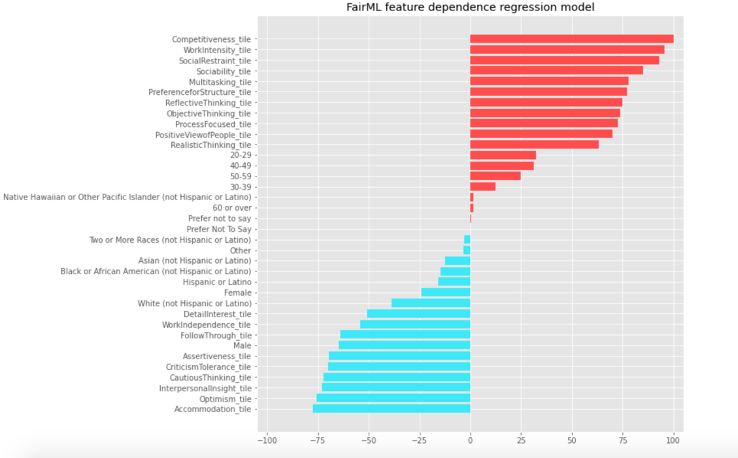 FairML feature dependence regression model
Competitiveness_tile
WorkIntensity_tile
SocialRestraint_tile
Sociability_tile
Multitasking_tile
PreferenceforStructure_tile
ReflectiveThinking_tile
ObjectiveThinking_tile
ProcessFocused_tile
PositiveViewofPeople_tile
RealisticThinking_tile
20-29
40-49
50-59
30-39
Native Hawaiian or Other Pacific Islander (not Hispanic or Latino)
60 or over
Prefer not to say
Prefer Not To Say
Two or More Races (not Hispanic or Latino)
Other
Asian (not Hispanic or Latino)
Black or African American (not Hispanic or Latino)
Hispanic or Latino
Female
White (not Hispanic or Latino)
DetailInterest_tile
WorkIndependence_tile
FollowThrough_tile
Male
Assertiveness_tile
CriticismTolerance_tile
CautiousThinking_tile
InterpersonalInsight_tile
Optimism_tile
Accommodation_tile
−100 −75 −50 −25 0 25 50 75 100